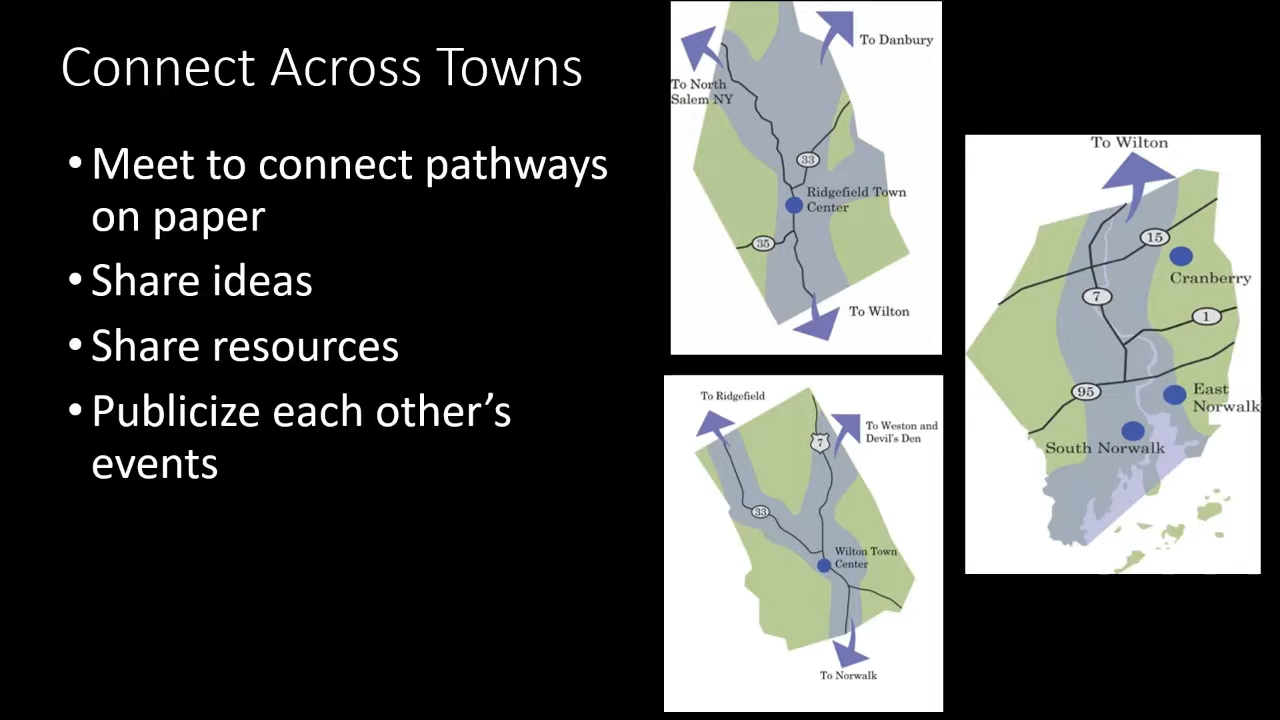 Connect Across Towns
• Meet to connect pathways
on paper
• Share ideas
• Share resources
• Publicize each other’s
events
To Danbury
To North
Salem NY
33
Ridgefield Town
Center
35
To Wilton
To Ridgefield
7
To Weston and
Devil's Den
33
Wilton Town
Center
To Norwalk
To Wilton
15
Cranberry
7
1
95
East
Norwalk
South Norwalk